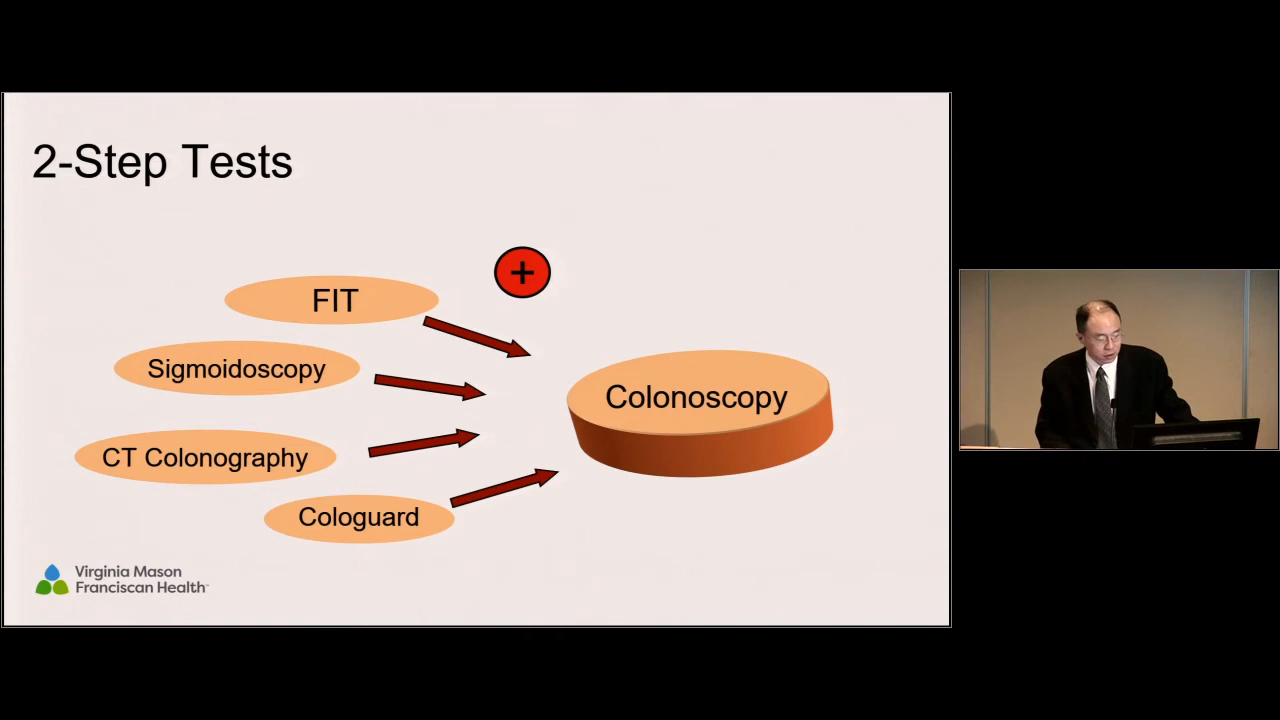 2-Step Tests
+
FIT
Sigmoidoscopy
Colonoscopy
CT Colonography
Cologuard
Virginia Mason
Franciscan Health